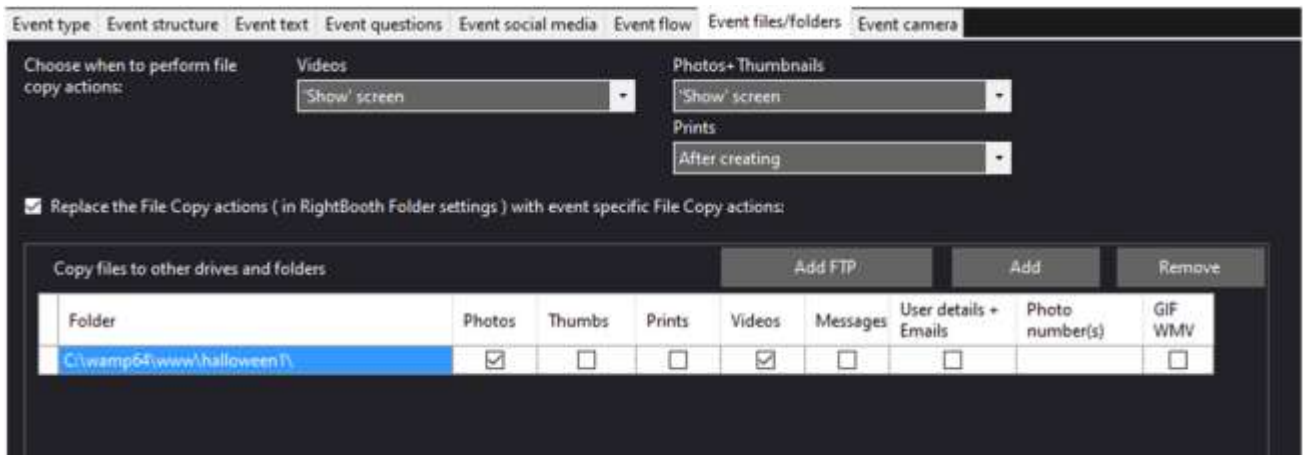 Event type Event structure Event text Event questions Event social media Event flow Event files/folders Event camera
Choose when to perform file
copy actions:
Videos
'Show' screen
Photos+Thumbnails
'Show' screen
Prints
After creating
Replace the File Copy actions ( in RightBooth Folder settings ) with event specific File Copy actions:
Copy files to other drives and folders
Add FTP
Add
Remove
Folder Photos Thumbs Prints Videos Messages User details + Emails Photo number(s) GIF WMV
C:\wamp64\www\halloween1\